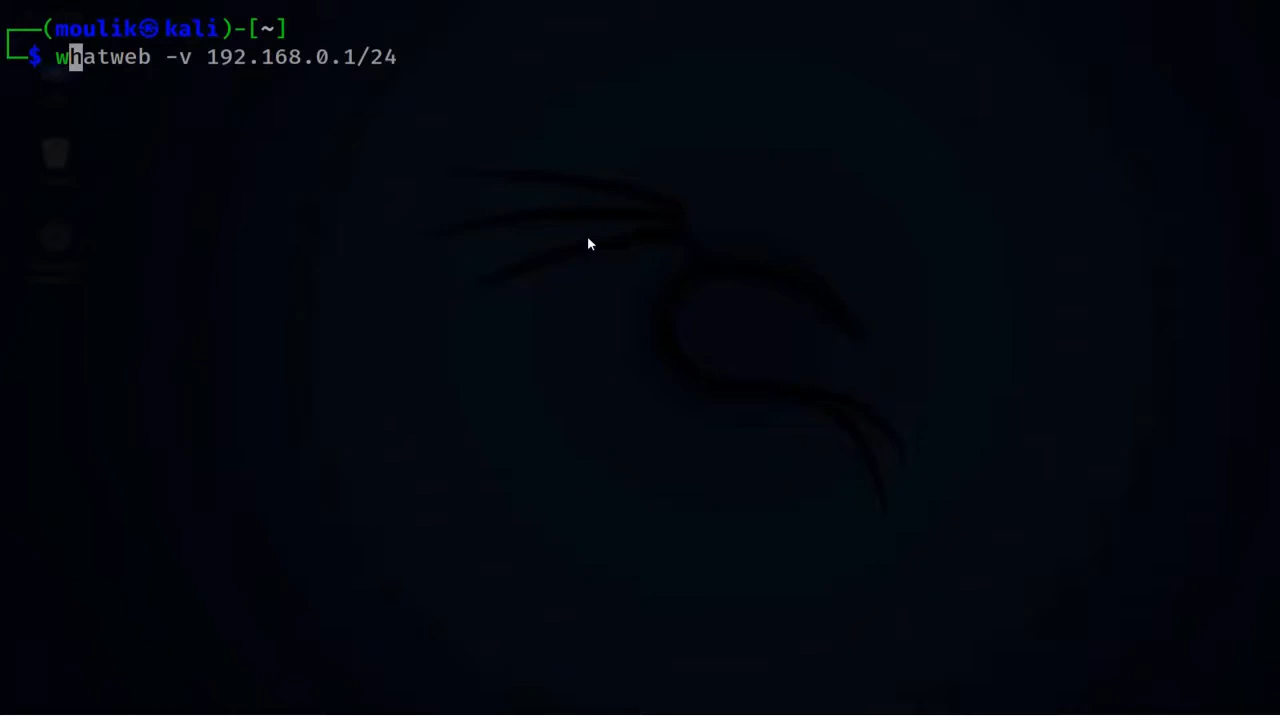 ┌──(moulik㉿kali)-[~]
└─$ whatweb -v 192.168.0.1/24